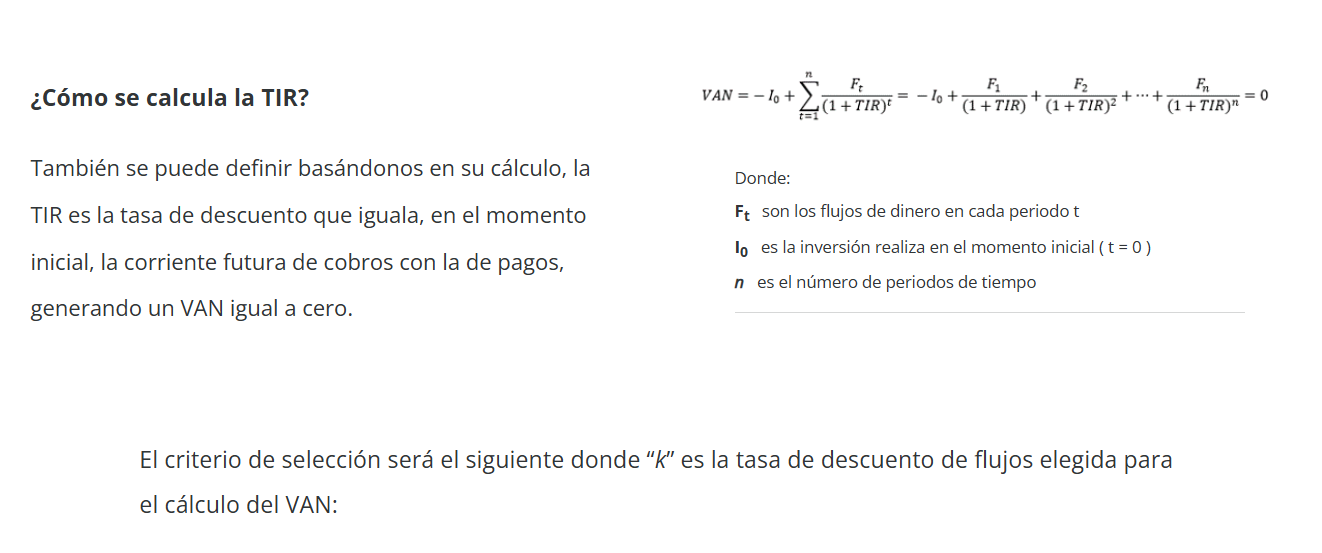 ¿Cómo se calcula la TIR?
También se puede definir basándonos en su cálculo, la
TIR es la tasa de descuento que iguala, en el momento
inicial, la corriente futura de cobros con la de pagos,
generando un VAN igual a cero.
VAN = − I₀ + ∑ₜ₌₁ⁿ Fₜ/(1 + TIR)ᵗ = − I₀ + F₁/(1 + TIR) + F₂/(1 + TIR)² + ⋯ + Fₙ/(1 + TIR)ⁿ = 0
Donde:
Fₜ son los flujos de dinero en cada periodo t
I₀ es la inversión realiza en el momento inicial ( t = 0 )
n es el número de periodos de tiempo
El criterio de selección será el siguiente donde “k” es la tasa de descuento de flujos elegida para
el cálculo del VAN: